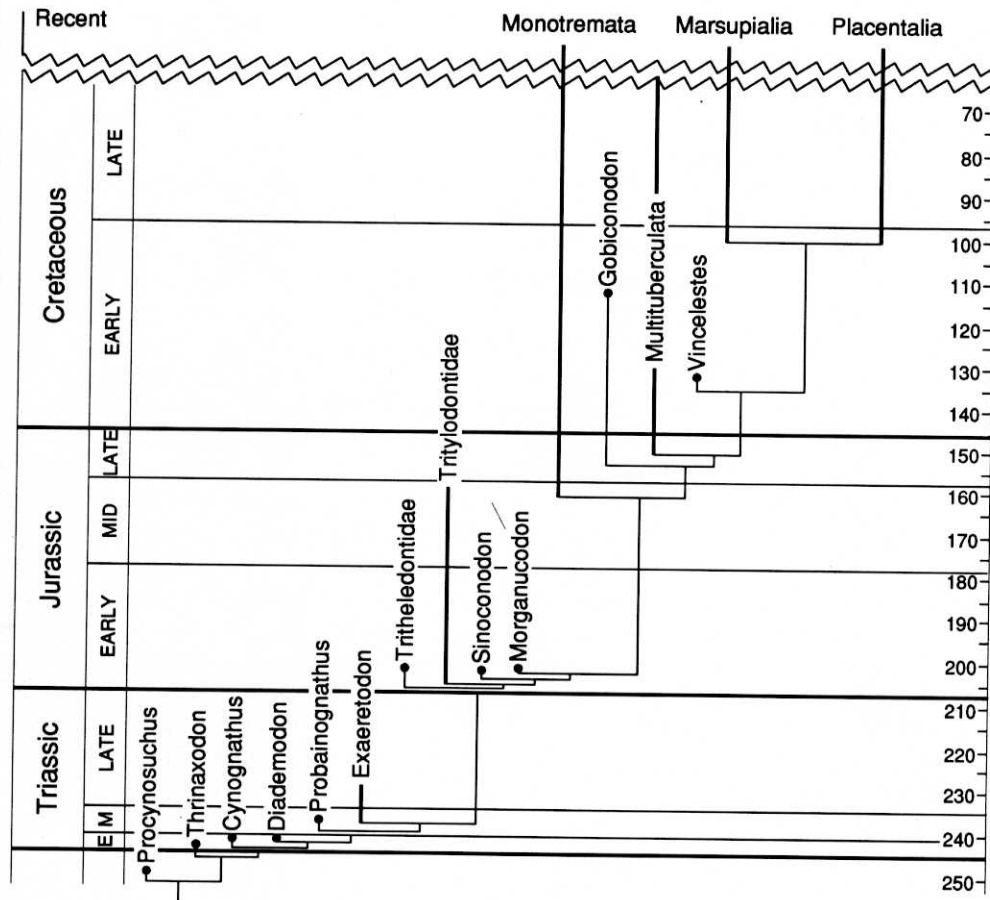 Recent
Monotremata
Marsupialia
Placentalia
Cretaceous
LATE
EARLY
Jurassic
LATE
MID
EARLY
Triassic
LATE
M
E
Procynosuchus
Thrinaxodon
Cynognathus
Diademodon
Probainognathus
Exaeretodon
Tritheledontidae
Tritylodontidae
Sinoconodon
Morganucodon
Gobiconodon
Multituberculata
Vincelestes
70
80
90
100
110
120
130
140
150
160
170
180
190
200
210
220
230
240
250